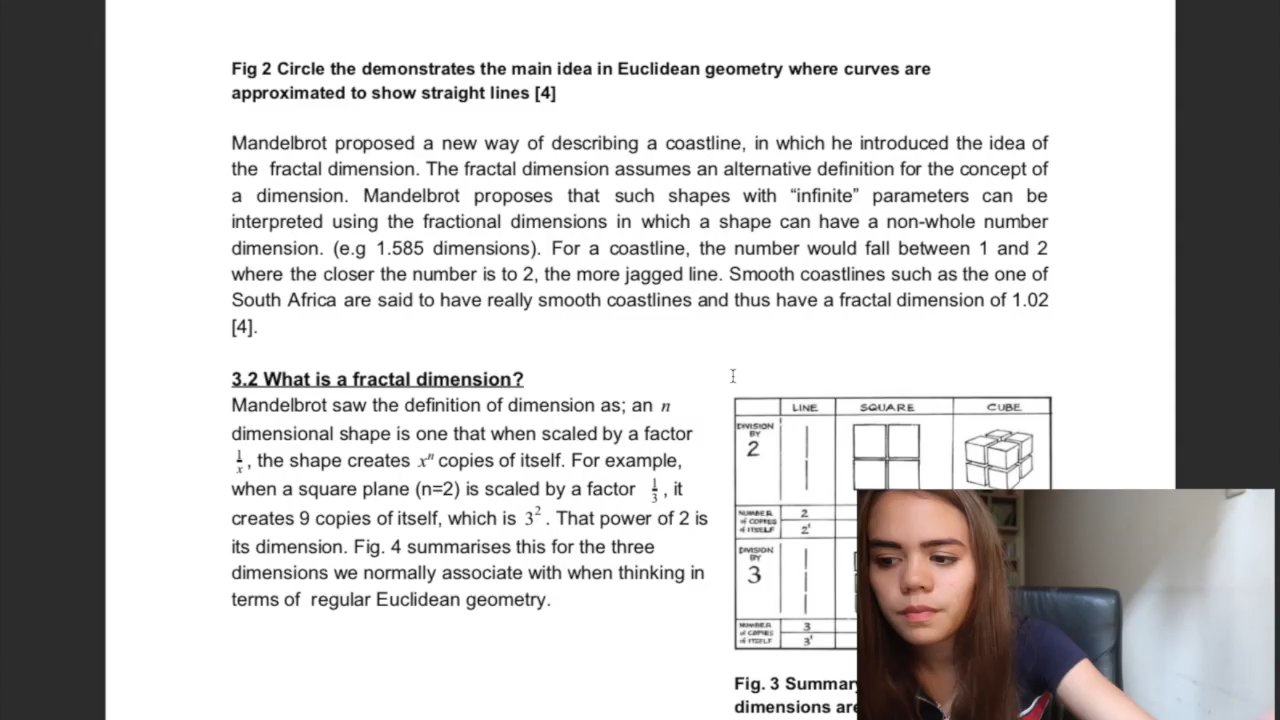 Fig 2 Circle the demonstrates the main idea in Euclidean geometry where curves are
approximated to show straight lines [4]
Mandelbrot proposed a new way of describing a coastline, in which he introduced the idea of
the fractal dimension. The fractal dimension assumes an alternative definition for the concept of
a dimension. Mandelbrot proposes that such shapes with “infinite” parameters can be
interpreted using the fractional dimensions in which a shape can have a non-whole number
dimension. (e.g 1.585 dimensions). For a coastline, the number would fall between 1 and 2
where the closer the number is to 2, the more jagged line. Smooth coastlines such as the one of
South Africa are said to have really smooth coastlines and thus have a fractal dimension of 1.02
[4].
3.2 What is a fractal dimension?
Mandelbrot saw the definition of dimension as; an n
dimensional shape is one that when scaled by a factor
1/x, the shape creates xⁿ copies of itself. For example,
when a square plane (n=2) is scaled by a factor 1/3, it
creates 9 copies of itself, which is 3². That power of 2 is
its dimension. Fig. 4 summarises this for the three
dimensions we normally associate with when thinking in
terms of regular Euclidean geometry.
LINE SQUARE CUBE
DIVISION
BY
2
NUMBER 2
of COPIES
of ITSELF 2¹
DIVISION
BY
3
NUMBER 3
of COPIES
of ITSELF 3¹
Fig. 3 Summar
dimensions are